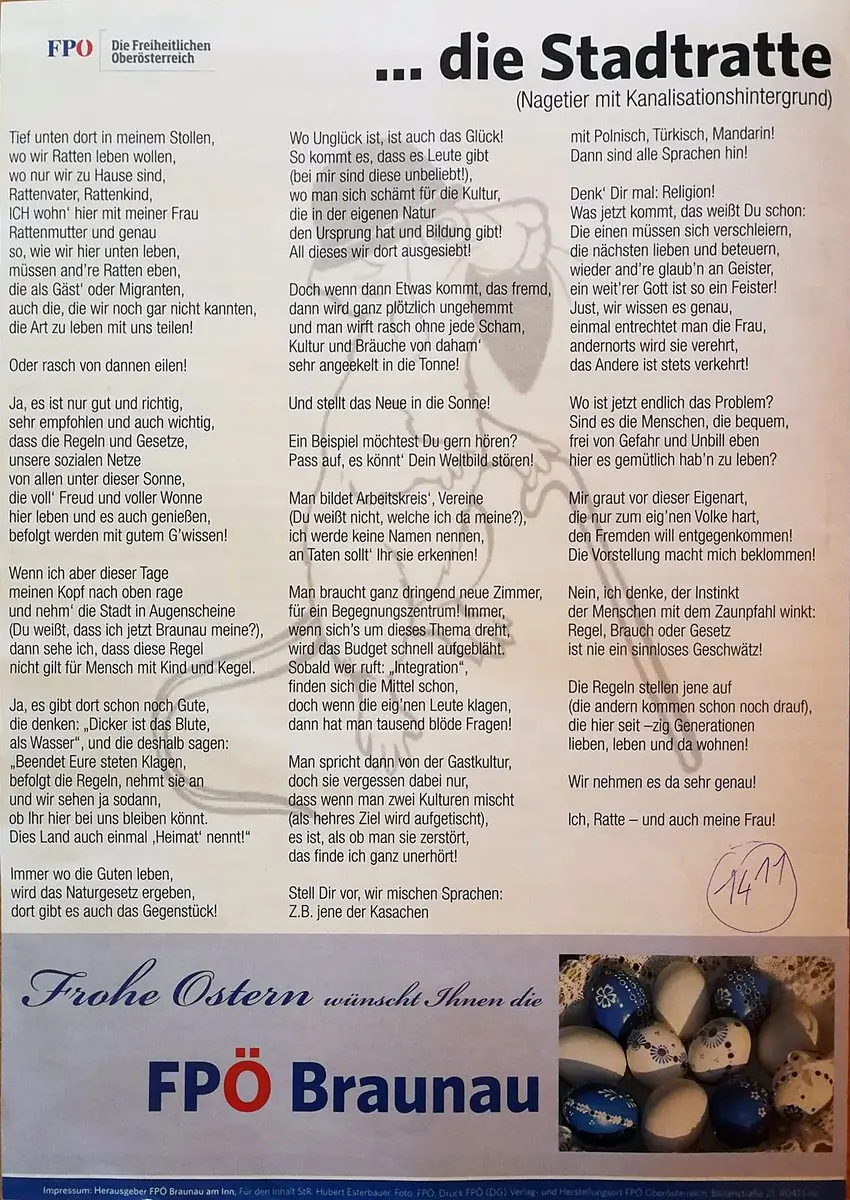 FPÖ
Die Freiheitlichen
Oberösterreich
... die Stadtratte
(Nagetier mit Kanalisationshintergrund)
Tief unten dort in meinem Stollen,
wo wir Ratten leben wollen,
wo nur wir zu Hause sind,
Rattenvater, Rattenkind,
ICH wohn‘ hier mit meiner Frau
Rattenmutter und genau
so, wie wir hier unten leben,
müssen and’re Ratten eben,
die als Gäst‘ oder Migranten,
auch die, die wir noch gar nicht kannten,
die Art zu leben mit uns teilen!
Oder rasch von dannen eilen!
Ja, es ist nur gut und richtig,
sehr empfohlen und auch wichtig,
dass die Regeln und Gesetze,
unsere sozialen Netze
von allen unter dieser Sonne,
die voll‘ Freud und voller Wonne
hier leben und es auch genießen,
befolgt werden mit gutem G’wissen!
Wenn ich aber dieser Tage
meinen Kopf nach oben rage
und nehm‘ die Stadt in Augenscheine
(Du weißt, dass ich jetzt Braunau meine?),
dann sehe ich, dass diese Regel
nicht gilt für Mensch mit Kind und Kegel.
Ja, es gibt dort schon noch Gute,
die denken: „Dicker ist das Blute,
als Wasser“, und die deshalb sagen:
„Beendet Eure steten Klagen,
befolgt die Regeln, nehmt sie an
und wir sehen ja sodann,
ob Ihr hier bei uns bleiben könnt.
Dies Land auch einmal ‚Heimat‘ nennt!“
Immer wo die Guten leben,
wird das Naturgesetz ergeben,
dort gibt es auch das Gegenstück!
Wo Unglück ist, ist auch das Glück!
So kommt es, dass es Leute gibt
(bei mir sind diese unbeliebt!),
wo man sich schämt für die Kultur,
die in der eigenen Natur
den Ursprung hat und Bildung gibt!
All dieses wir dort ausgesiebt!
Doch wenn dann Etwas kommt, das fremd,
dann wird ganz plötzlich ungehemmt
und man wirft rasch ohne jede Scham,
Kultur und Bräuche von daham‘
sehr angeekelt in die Tonne!
Und stellt das Neue in die Sonne!
Ein Beispiel möchtest Du gern hören?
Pass auf, es könnt‘ Dein Weltbild stören!
Man bildet Arbeitskreis‘, Vereine
(Du weißt nicht, welche ich da meine?),
ich werde keine Namen nennen,
an Taten sollt‘ Ihr sie erkennen!
Man braucht ganz dringend neue Zimmer,
für ein Begegnungszentrum! Immer,
wenn sich’s um dieses Thema dreht,
wird das Budget schnell aufgebläht.
Sobald wer ruft: „Integration“,
finden sich die Mittel schon,
doch wenn die eig’nen Leute klagen,
dann hat man tausend blöde Fragen!
Man spricht dann von der Gastkultur,
doch sie vergessen dabei nur,
dass wenn man zwei Kulturen mischt
(als hehres Ziel wird aufgetischt),
es ist, als ob man sie zerstört,
das finde ich ganz unerhört!
Stell Dir vor, wir mischen Sprachen:
Z.B. jene der Kasachen
mit Polnisch, Türkisch, Mandarin!
Dann sind alle Sprachen hin!
Denk‘ Dir mal: Religion!
Was jetzt kommt, das weißt Du schon:
Die einen müssen sich verschleiern,
die nächsten lieben und beteuern,
wieder and’re glaub’n an Geister,
ein weit’rer Gott ist so ein Feister!
Just, wir wissen es genau,
einmal entrechtet man die Frau,
andernorts wird sie verehrt,
das Andere ist stets verkehrt!
Wo ist jetzt endlich das Problem?
Sind es die Menschen, die bequem,
frei von Gefahr und Unbill eben
hier es gemütlich hab’n zu leben?
Mir graut vor dieser Eigenart,
die nur zum eig’nen Volke hart,
den Fremden will entgegenkommen!
Die Vorstellung macht mich beklommen!
Nein, ich denke, der Instinkt
der Menschen mit dem Zaunpfahl winkt:
Regel, Brauch oder Gesetz
ist nie ein sinnloses Geschwätz!
Die Regeln stellen jene auf
(die andern kommen schon noch drauf),
die hier seit –zig Generationen
lieben, leben und da wohnen!
Wir nehmen es da sehr genau!
Ich, Ratte – und auch meine Frau!
14 11
Frohe Ostern wünscht Ihnen die
FPÖ Braunau
Impressum: Herausgeber FPÖ Braunau am Inn, Für den Inhalt StR. Hubert Esterbauer. Foto: FPÖ. Druck FPÖ (DG) Verlag- und Herstellungsort FPÖ Oberösterreich,